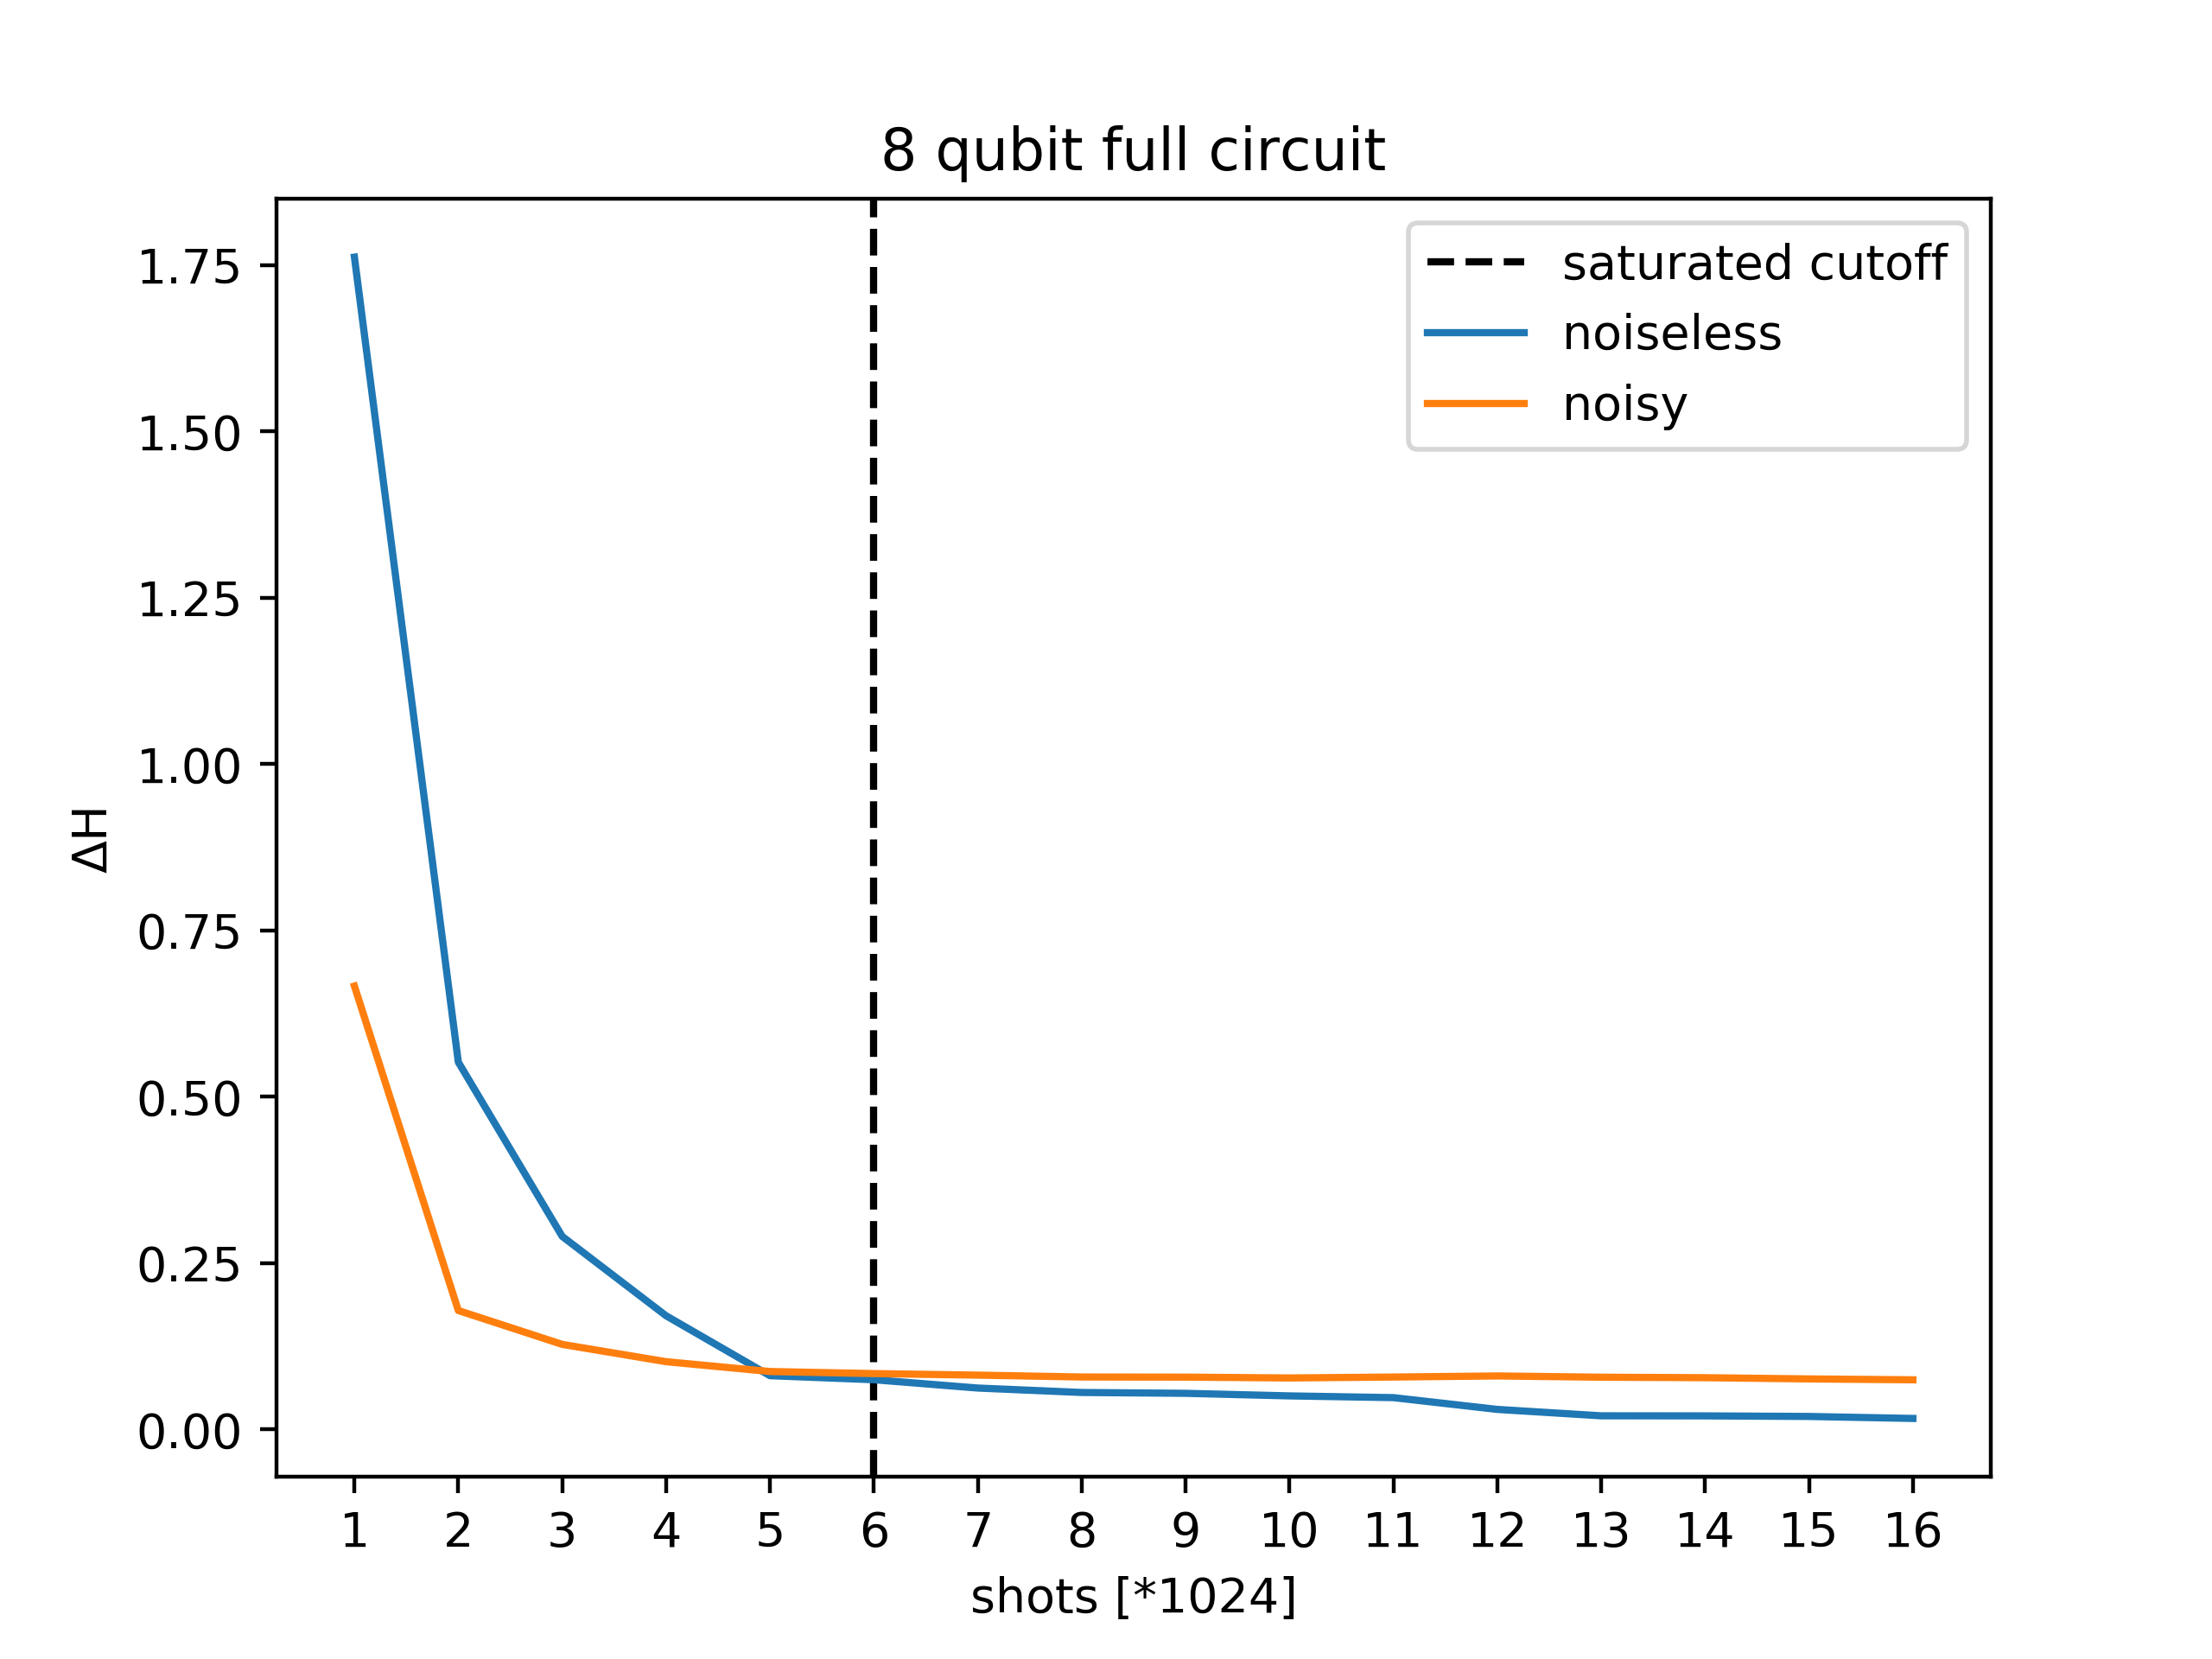 8 qubit full circuit
saturated cutoff
noiseless
noisy
1.75
1.50
1.25
1.00
0.75
0.50
0.25
0.00
ΔH
1 2 3 4 5 6 7 8 9 10 11 12 13 14 15 16
shots [*1024]